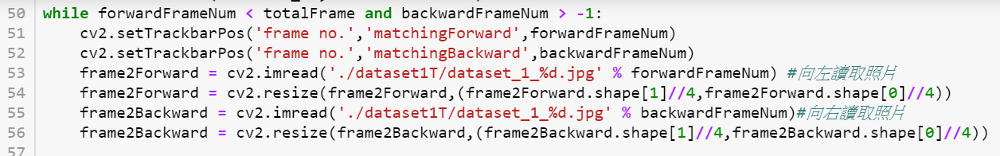 50 while forwardFrameNum < totalFrame and backwardFrameNum > -1:
51     cv2.setTrackbarPos('frame no.','matchingForward',forwardFrameNum)
52     cv2.setTrackbarPos('frame no.','matchingBackward',backwardFrameNum)
53     frame2Forward = cv2.imread('./dataset1T/dataset_1_%d.jpg' % forwardFrameNum) #向左讀取照片
54     frame2Forward = cv2.resize(frame2Forward,(frame2Forward.shape[1]//4,frame2Forward.shape[0]//4))
55     frame2Backward = cv2.imread('./dataset1T/dataset_1_%d.jpg' % backwardFrameNum)#向右讀取照片
56     frame2Backward = cv2.resize(frame2Backward,(frame2Backward.shape[1]//4,frame2Backward.shape[0]//4))
57